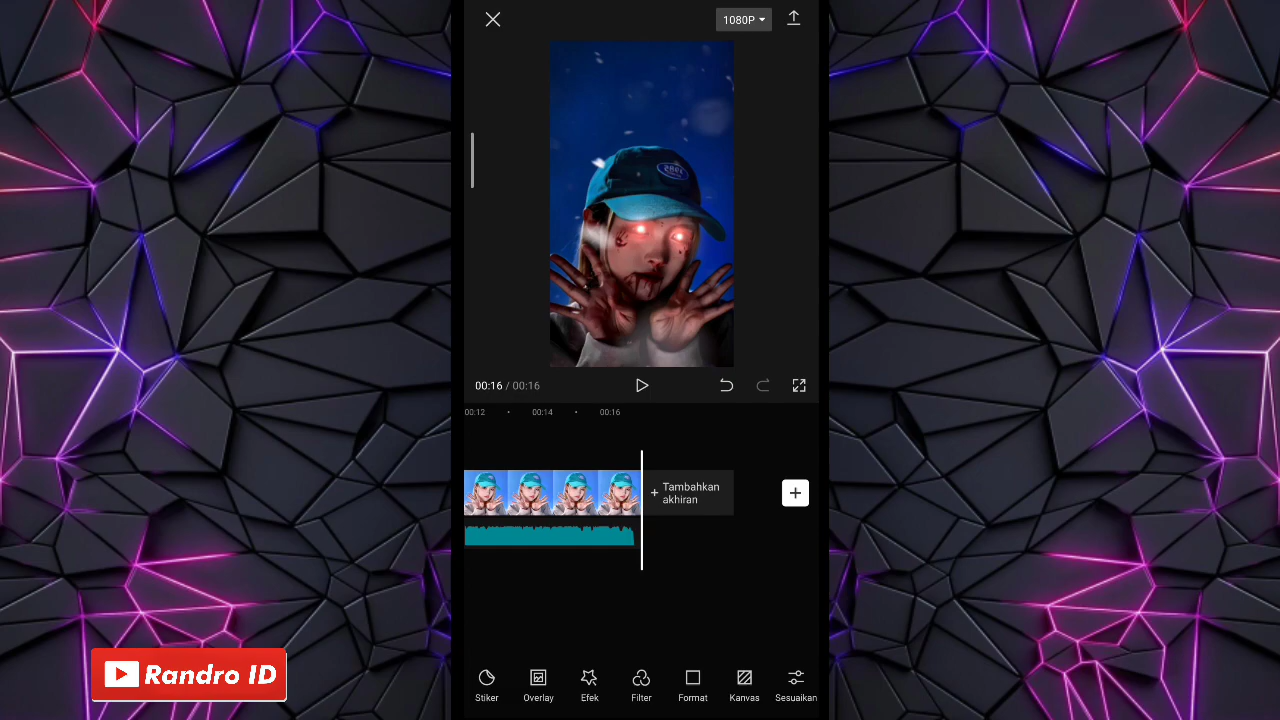 1080P
00:16 / 00:16
00:12
00:14
00:16
+ Tambahkan
akhiran
Stiker
Overlay
Efek
Filter
Format
Kanvas
Sesuaikan
Randro ID